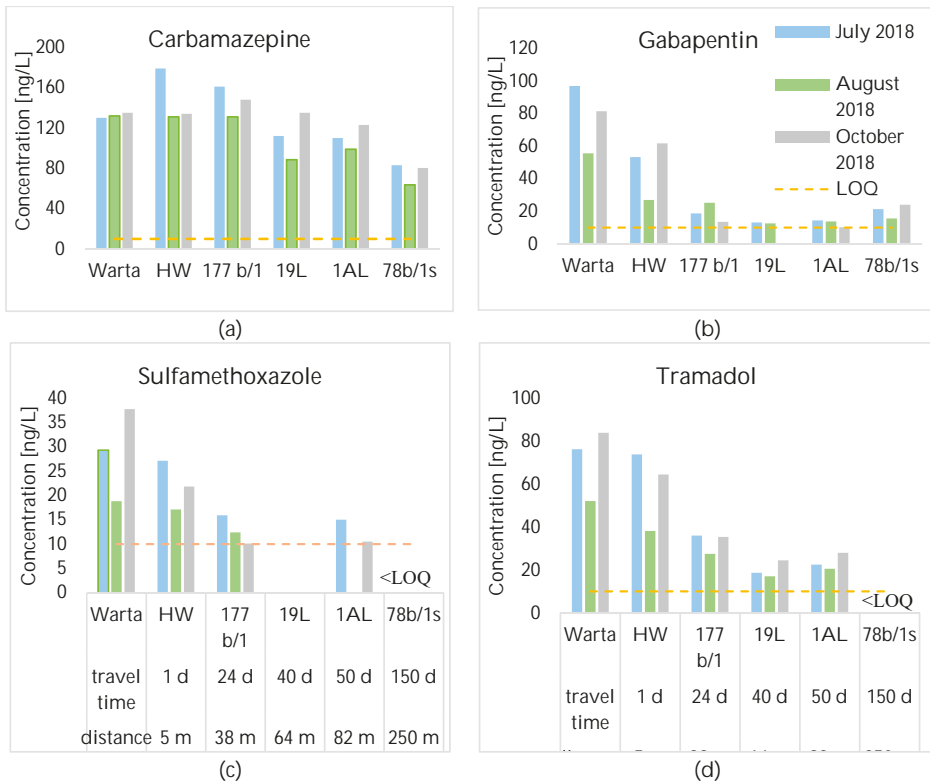 Carbamazepine
Concentration [ng/L]
200
160
120
80
40
0
Warta HW 177 b/1 19L 1AL 78b/1s
(a)
Gabapentin
Concentration [ng/L]
120
100
80
60
40
20
0
July 2018
August
2018
October
2018
LOQ
Warta HW 177 b/1 19L 1AL 78b/1s
(b)
Sulfamethoxazole
Concentration [ng/L]
40
35
30
25
20
15
10
5
0
<LOQ
Warta HW 177 19L 1AL 78b/1s
b/1
travel 1 d 24 d 40 d 50 d 150 d
time
distance 5 m 38 m 64 m 82 m 250 m
(c)
Tramadol
Concentration [ng/L]
100
80
60
40
20
0
<LOQ
Warta HW 177 19L 1AL 78b/1s
b/1
travel 1 d 24 d 40 d 50 d 150 d
time
(d)